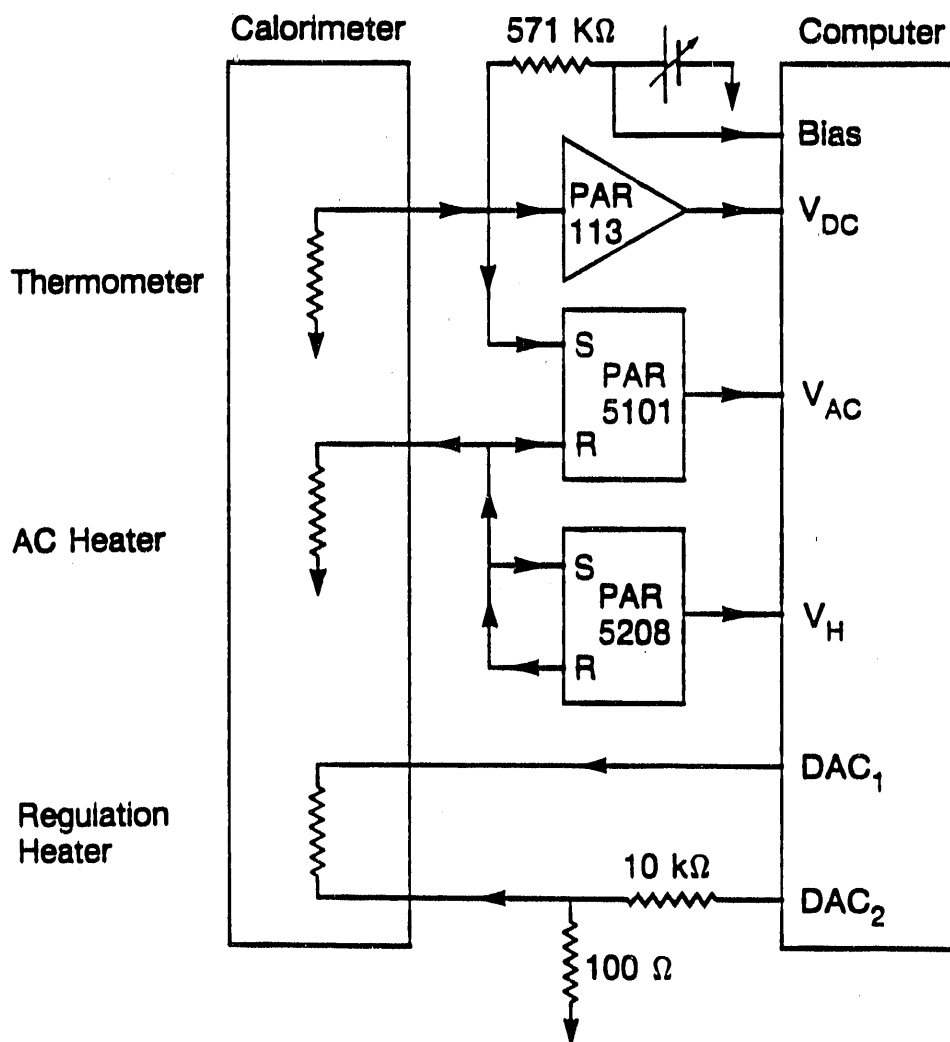 Calorimeter
571 KΩ
Computer
Bias
PAR
113
V_DC
Thermometer
S
PAR
5101
R
V_AC
AC Heater
S
PAR
5208
R
V_H
DAC_1
Regulation
Heater
10 kΩ
DAC_2
100 Ω